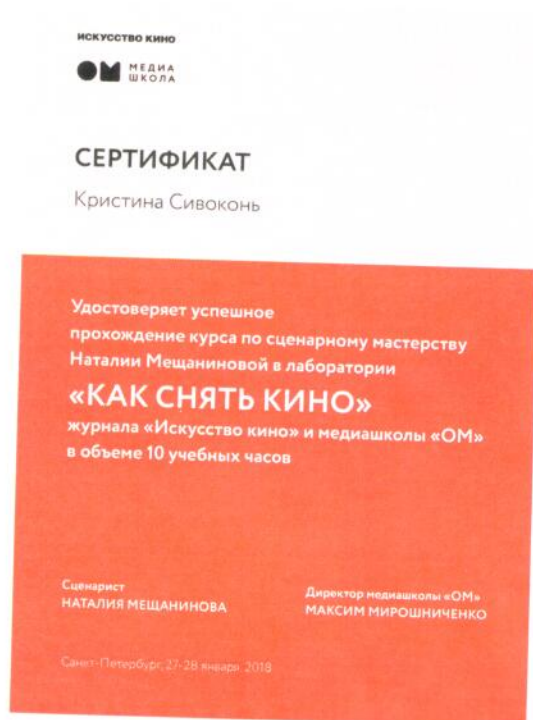 ИСКУССТВО КИНО
ОМ МЕДИА
ШКОЛА
СЕРТИФИКАТ
Кристина Сивоконь
Удостоверяет успешное
прохождение курса по сценарному мастерству
Наталии Мещаниновой в лаборатории
«КАК СНЯТЬ КИНО»
журнала «Искусство кино» и медиашколы «ОМ»
в объеме 10 учебных часов
Сценарист
НАТАЛИЯ МЕЩАНИНОВА
Директор медиашколы «ОМ»
МАКСИМ МИРОШНИЧЕНКО
Санкт-Петербург, 27-28 января 2018